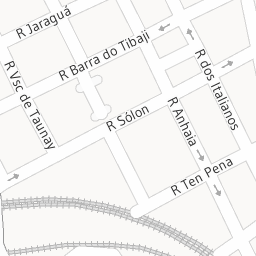 R Jaraguá
R Barra do Tibaji
R Vsc de Taunay
R dos Italianos
R Sólon
R Anhaia
R Ten Pena